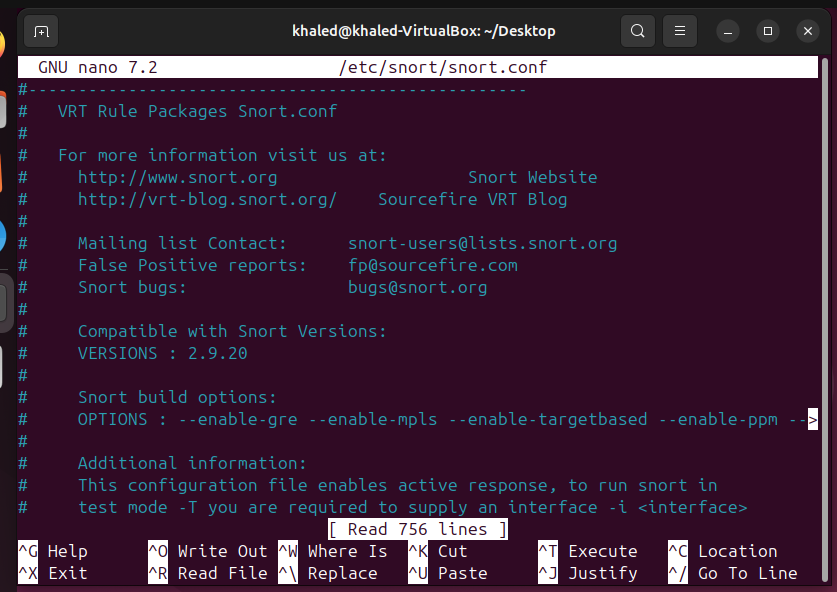 khaled@khaled-VirtualBox: ~/Desktop
GNU nano 7.2 /etc/snort/snort.conf
#--------------------------------------------------
# VRT Rule Packages Snort.conf
#
# For more information visit us at:
# http://www.snort.org Snort Website
# http://vrt-blog.snort.org/ Sourcefire VRT Blog
#
# Mailing list Contact: snort-users@lists.snort.org
# False Positive reports: fp@sourcefire.com
# Snort bugs: bugs@snort.org
#
# Compatible with Snort Versions:
# VERSIONS : 2.9.20
#
# Snort build options:
# OPTIONS : --enable-gre --enable-mpls --enable-targetbased --enable-ppm -->
#
# Additional information:
# This configuration file enables active response, to run snort in
# test mode -T you are required to supply an interface -i <interface>
[ Read 756 lines ]
^G Help ^O Write Out ^W Where Is ^K Cut ^T Execute ^C Location
^X Exit ^R Read File ^\ Replace ^U Paste ^J Justify ^/ Go To Line